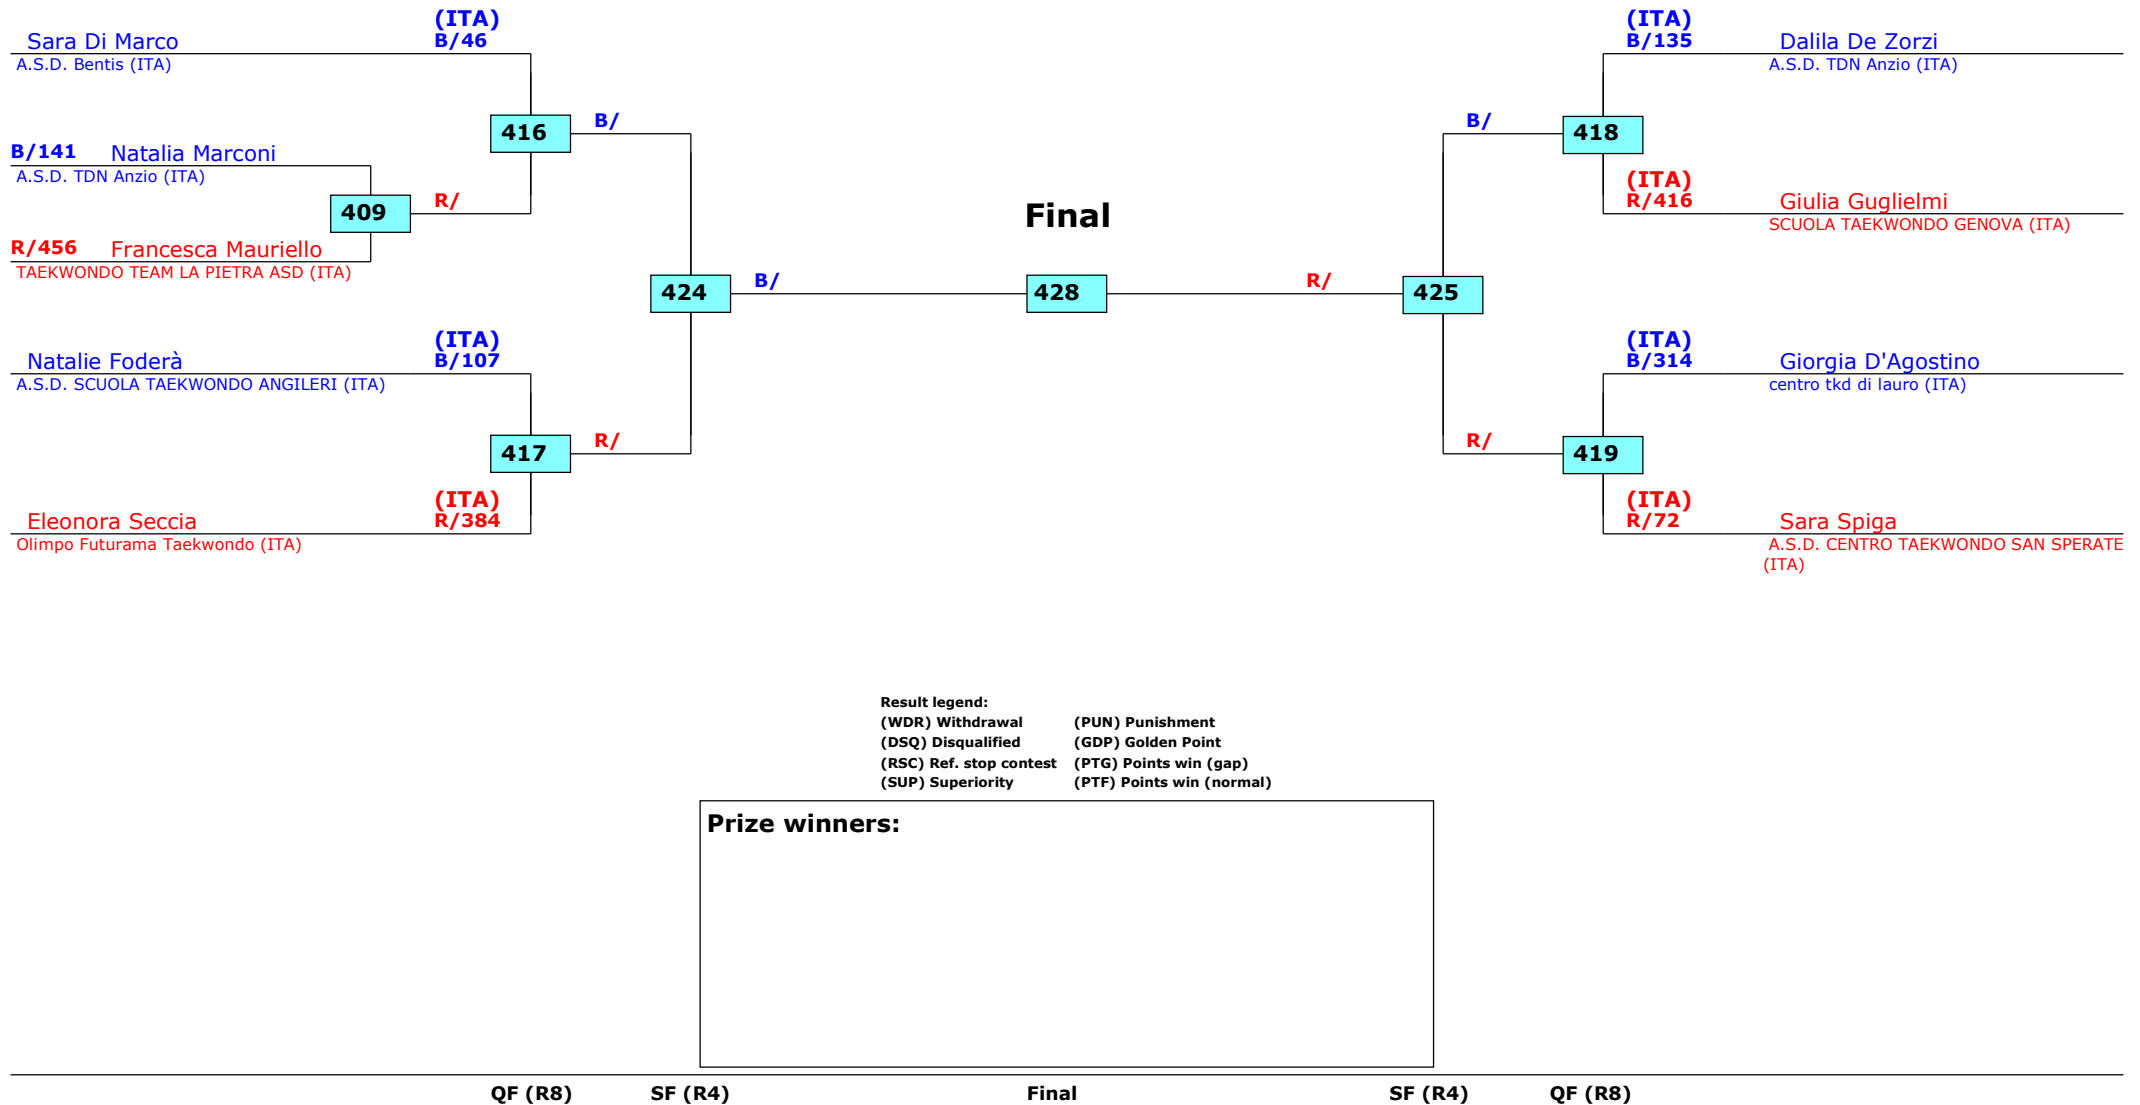 (ITA)
B/46
Sara Di Marco
A.S.D. Bentis (ITA)
416
B/
B/141 Natalia Marconi
A.S.D. TDN Anzio (ITA)
409
R/
R/456 Francesca Mauriello
TAEKWONDO TEAM LA PIETRA ASD (ITA)
424
B/
(ITA)
B/107
Natalie Foderà
A.S.D. SCUOLA TAEKWONDO ANGILERI (ITA)
417
R/
(ITA)
R/384
Eleonora Seccia
Olimpo Futurama Taekwondo (ITA)
Final
428
(ITA)
B/135
Dalila De Zorzi
A.S.D. TDN Anzio (ITA)
B/
418
(ITA)
R/416
Giulia Guglielmi
SCUOLA TAEKWONDO GENOVA (ITA)
R/
425
(ITA)
B/314
Giorgia D'Agostino
centro tkd di lauro (ITA)
R/
419
(ITA)
R/72
Sara Spiga
A.S.D. CENTRO TAEKWONDO SAN SPERATE
(ITA)
Result legend:
(WDR) Withdrawal (PUN) Punishment
(DSQ) Disqualified (GDP) Golden Point
(RSC) Ref. stop contest (PTG) Points win (gap)
(SUP) Superiority (PTF) Points win (normal)
Prize winners:
QF (R8) SF (R4) Final SF (R4) QF (R8)